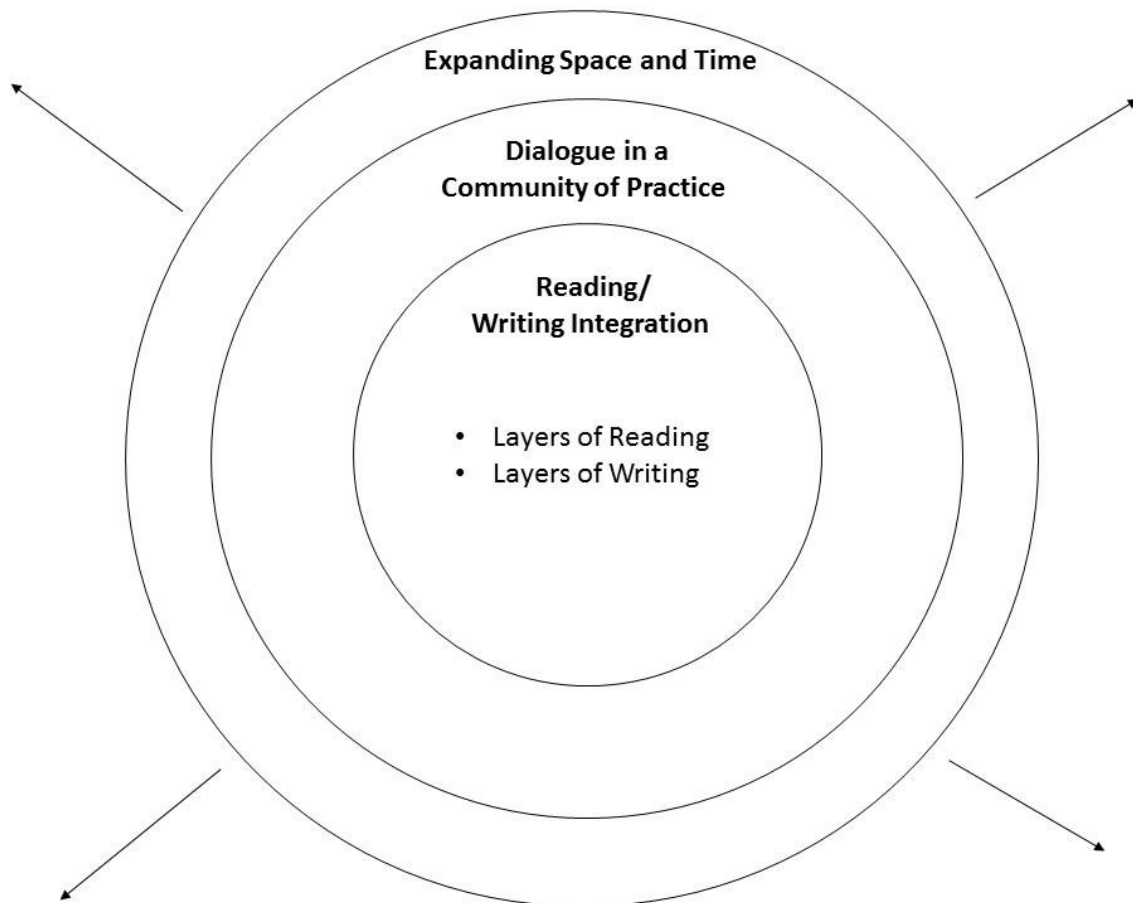 Expanding Space and Time
Dialogue in a
Community of Practice
Reading/
Writing Integration
• Layers of Reading
• Layers of Writing